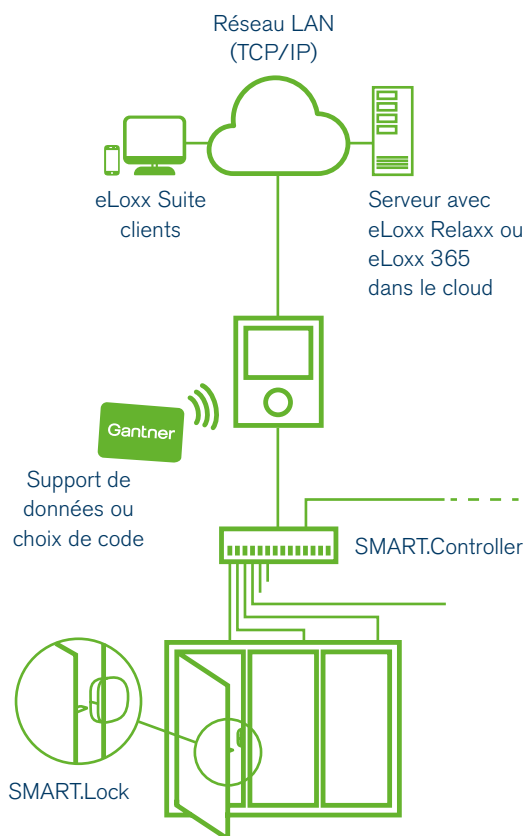 Réseau LAN
(TCP/IP)
eLoxx Suite
clients
Serveur avec
eLoxx Relaxx ou
eLoxx 365
dans le cloud
Gantner
Support de
données ou
choix de code
SMART.Controller
SMART.Lock